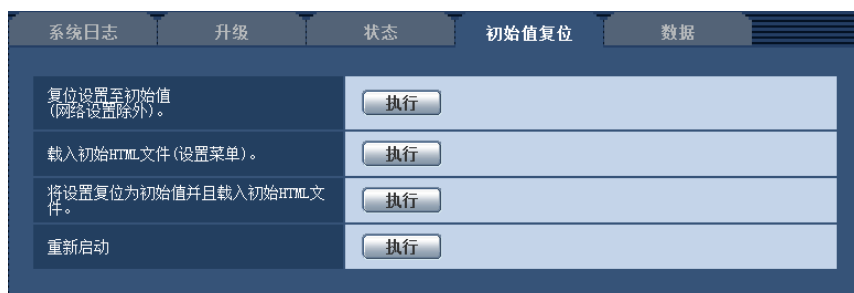 系统日志 升级 状态 初始值复位 数据
复位设置至初始值
(网络设置除外)。
执行
载入初始HTML文件(设置菜单)。
执行
将设置复位为初始值并且载入初始HTML文
件。
执行
重新启动
执行